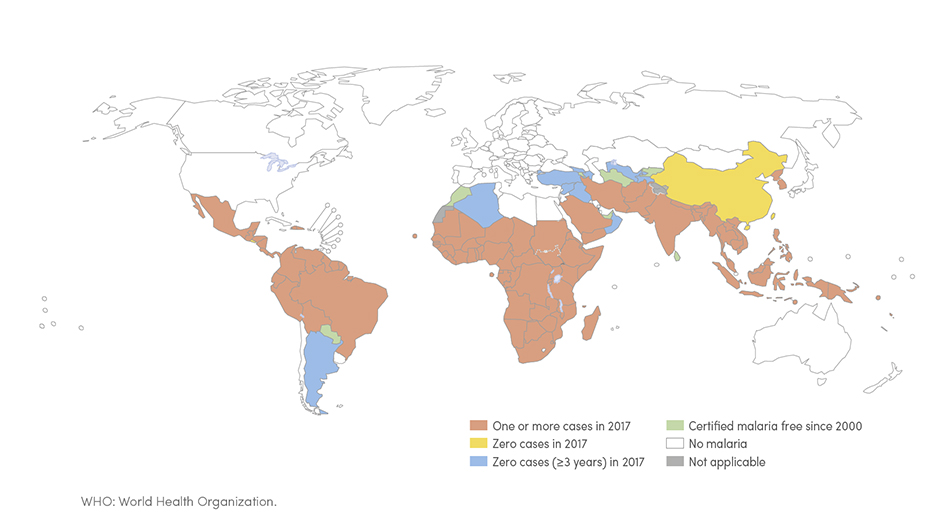 One or more cases in 2017
Zero cases in 2017
Zero cases (≥3 years) in 2017
Certified malaria free since 2000
No malaria
Not applicable
WHO: World Health Organization.